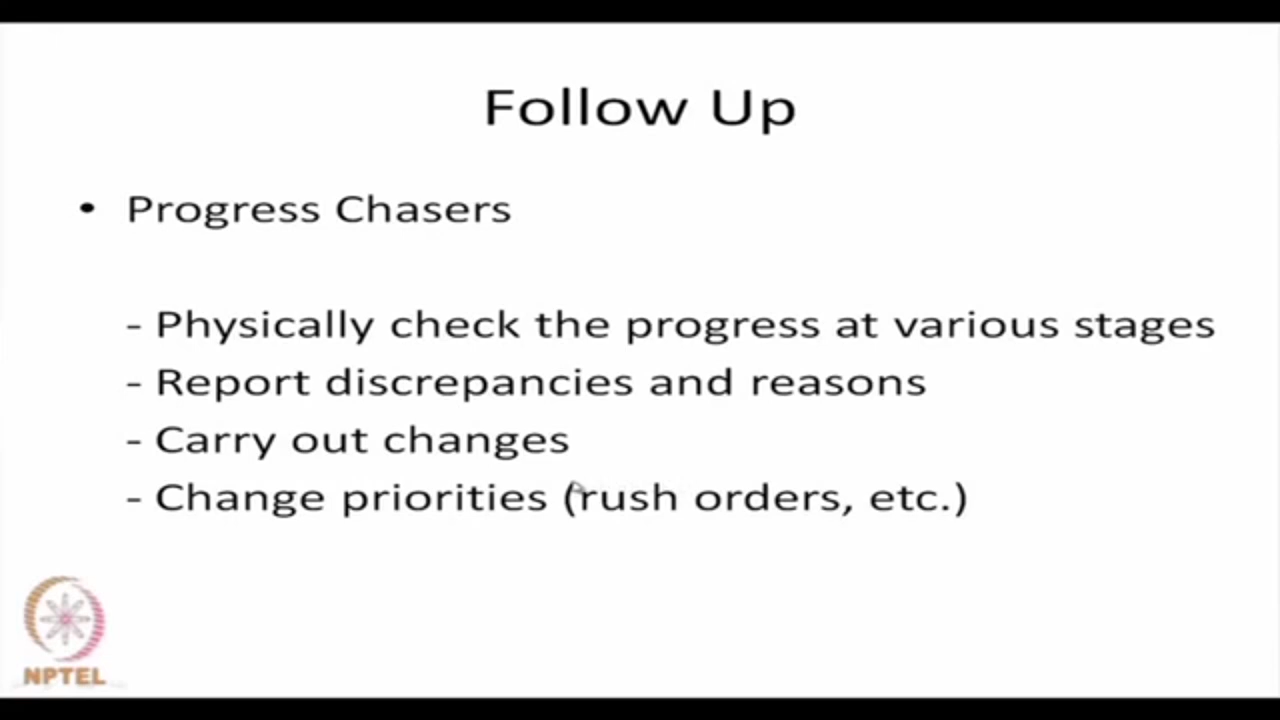 Follow Up
• Progress Chasers
- Physically check the progress at various stages
- Report discrepancies and reasons
- Carry out changes
- Change priorities (rush orders, etc.)
NPTEL